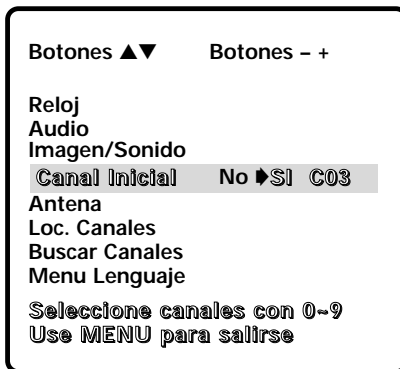 Botones ▲▼ Botones – +
Reloj
Audio
Imagen/Sonido
Canal Inicial No ➧SI C03
Antena
Loc. Canales
Buscar Canales
Menu Lenguaje
Seleccione canales con 0~9
Use MENU para salirse